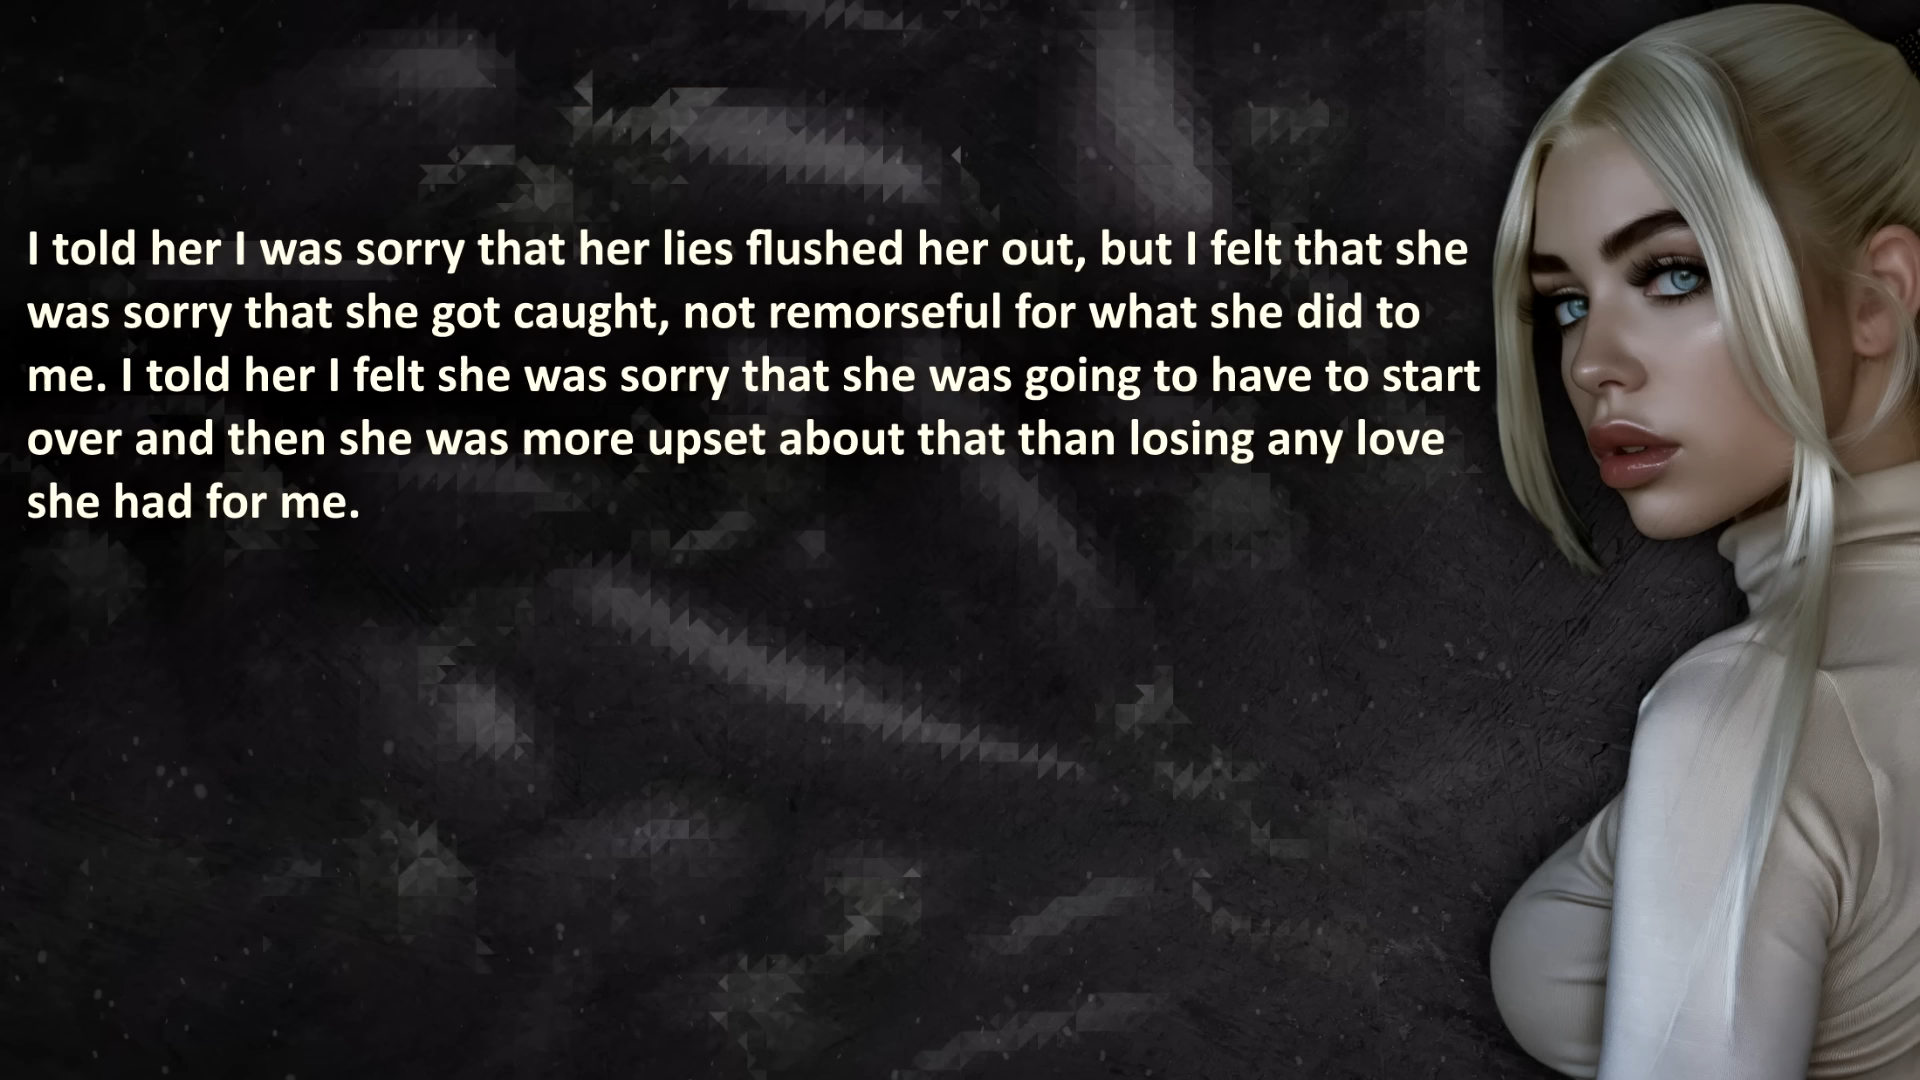 I told her I was sorry that her lies flushed her out, but I felt that she
was sorry that she got caught, not remorseful for what she did to
me. I told her I felt she was sorry that she was going to have to start
over and then she was more upset about that than losing any love
she had for me.